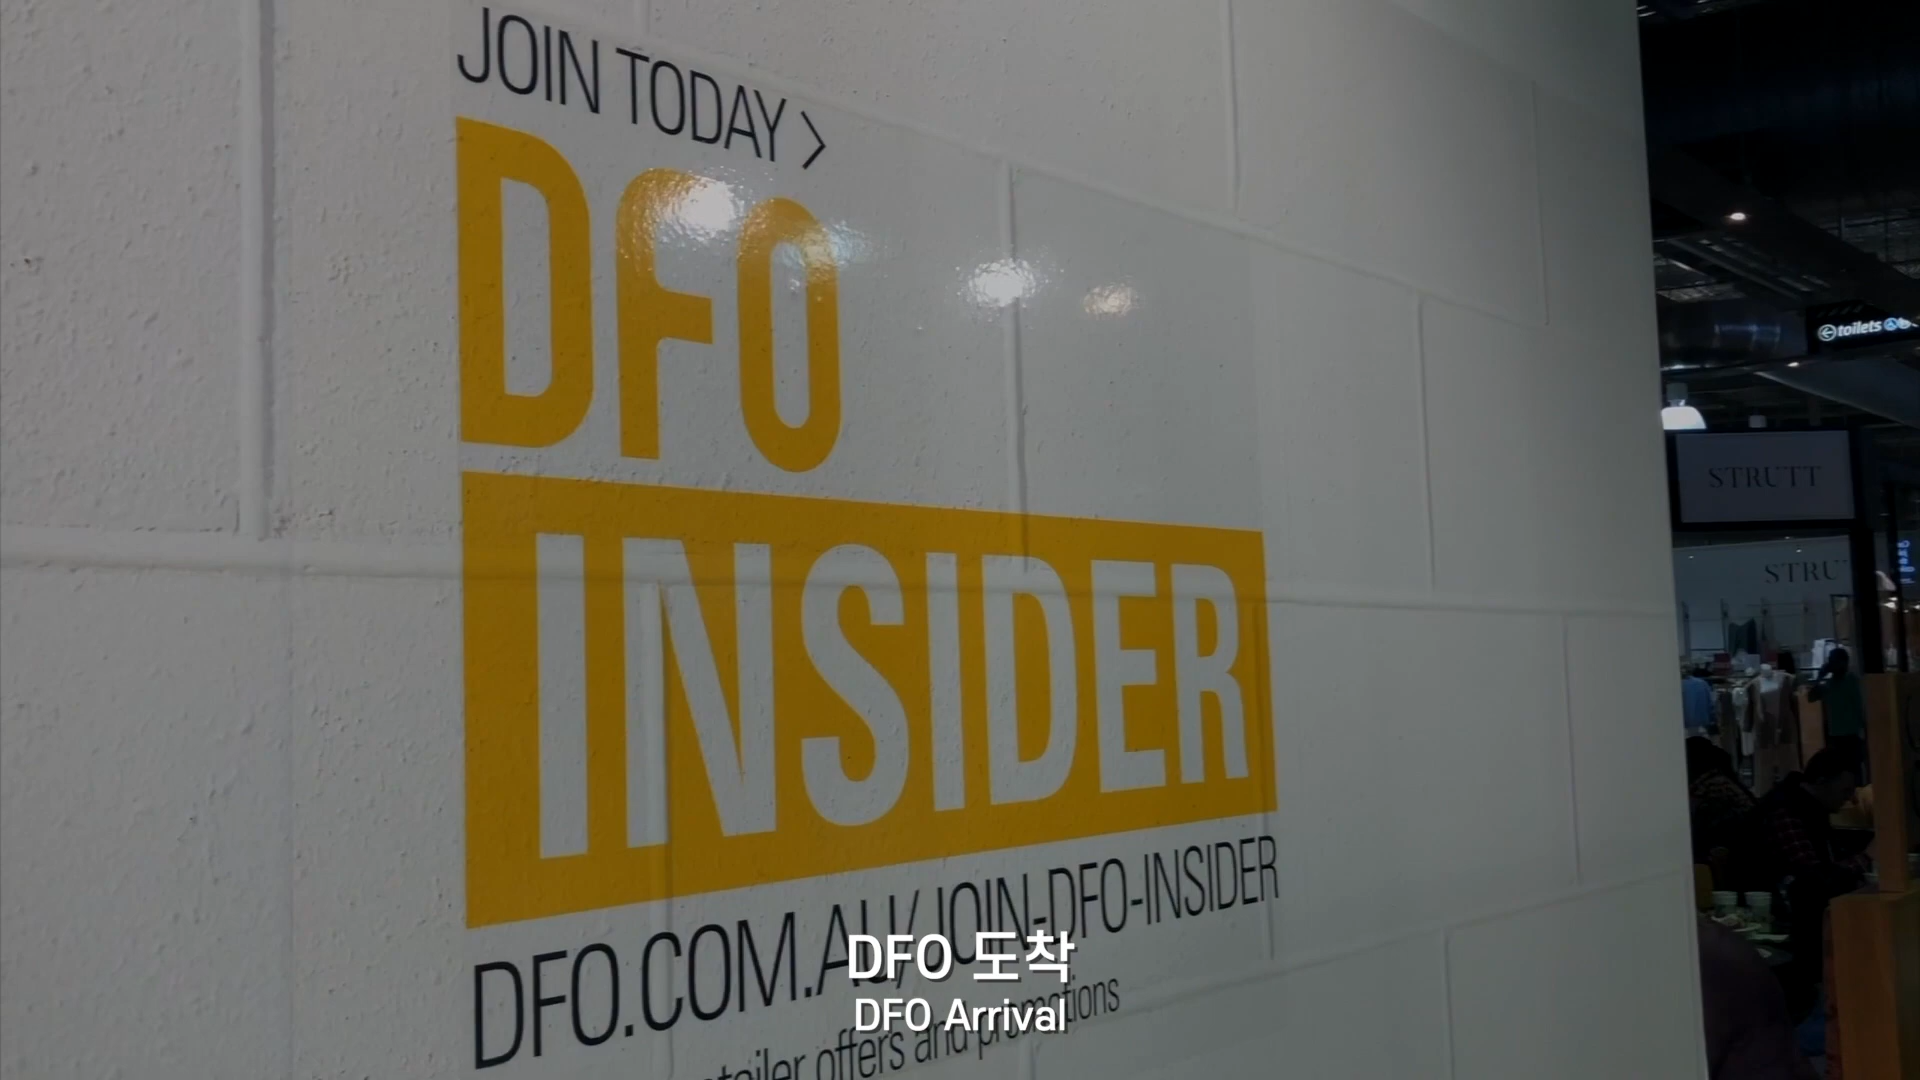 JOIN TODAY >
DFO
INSIDER
DFO.COM.AU/JOIN-DFO-INSIDER
offers and promotions
DFO 도착
DFO Arrival
toilets
STRUTT
STRU